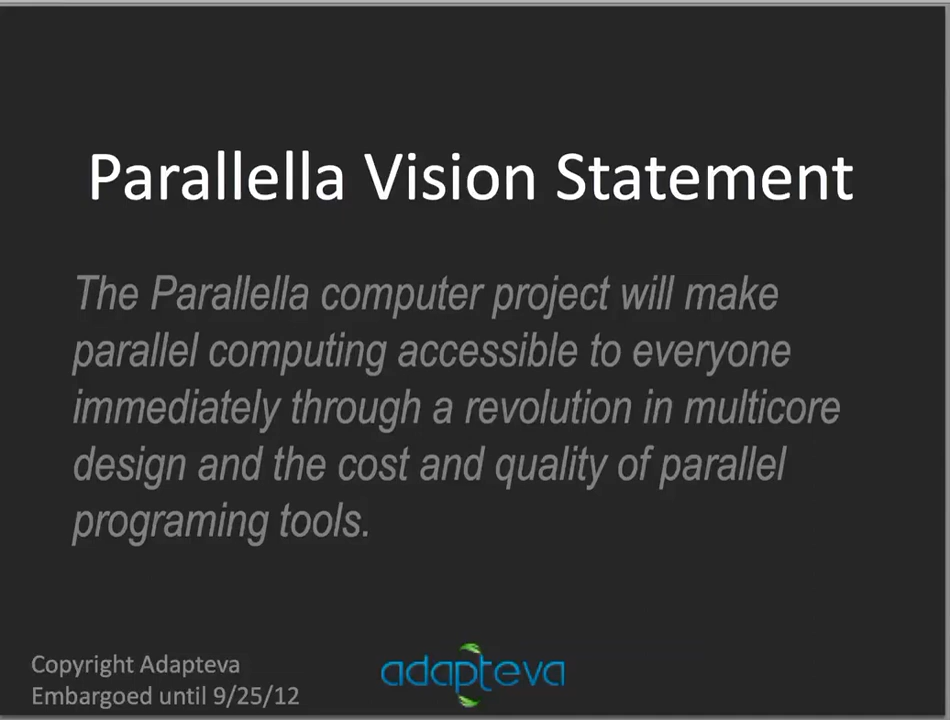 Parallella Vision Statement
The Parallella computer project will make
parallel computing accessible to everyone
immediately through a revolution in multicore
design and the cost and quality of parallel
programing tools.
Copyright Adapteva
Embargoed until 9/25/12
adapteva